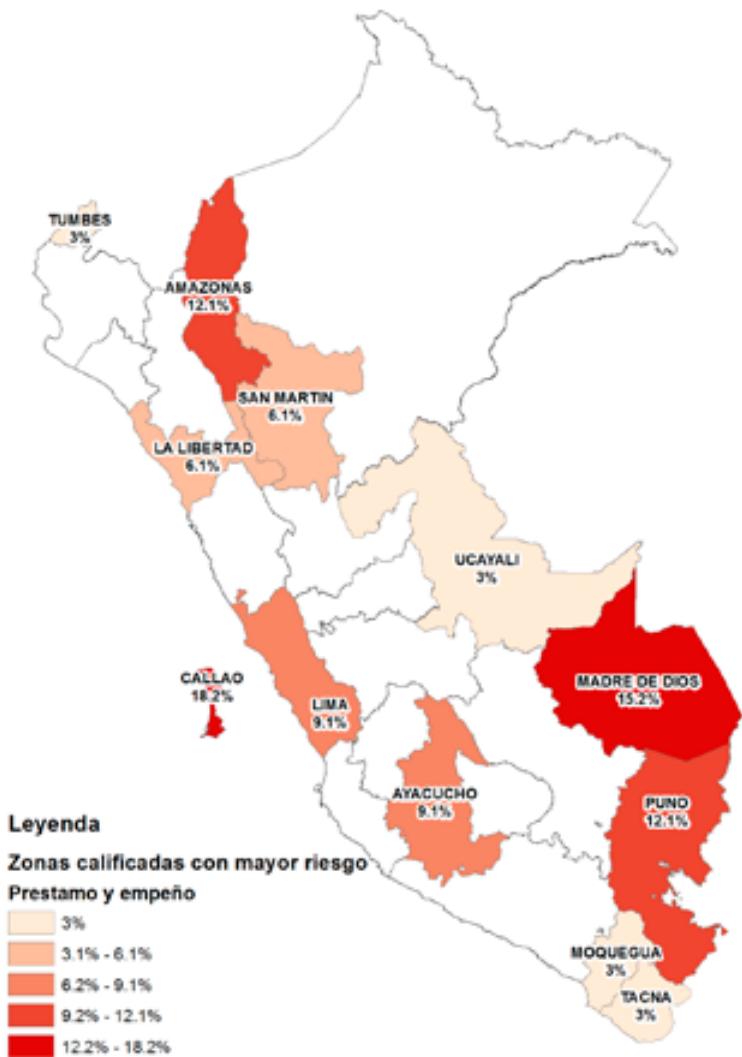 TUMBES
3%
AMAZONAS
12.1%
SAN MARTIN
6.1%
LA LIBERTAD
6.1%
UCAYALI
3%
CALLAO
18.2%
MADRE DE DIOS
15.2%
LIMA
9.1%
AYACUCHO
9.1%
PUNO
12.1%
MOQUEGUA
3%
TACNA
3%
Leyenda
Zonas calificadas con mayor riesgo
Prestamo y empeño
3%
3.1% - 6.1%
6.2% - 9.1%
9.2% - 12.1%
12.2% - 18.2%